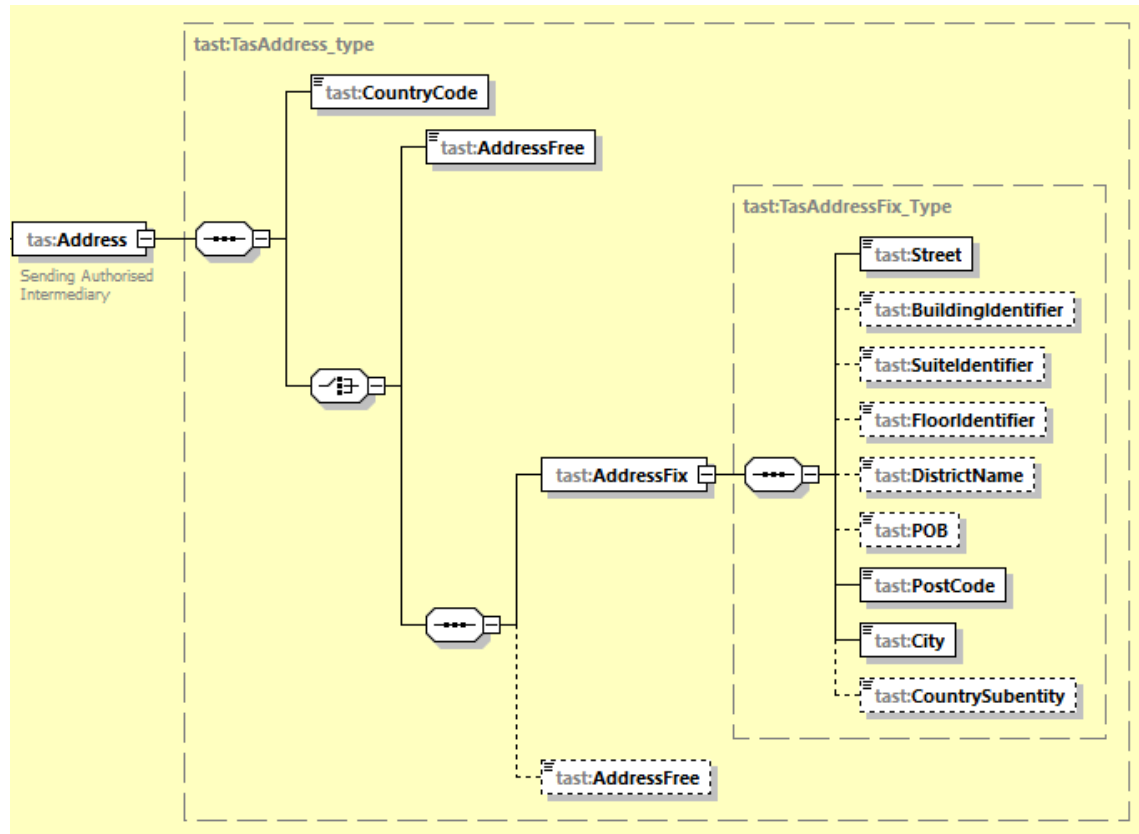 tast:TasAddress_type
tast:CountryCode
tast:AddressFree
tast:TasAddressFix_Type
tas:Address
Sending Authorised
Intermediary
tast:Street
tast:BuildingIdentifier
tast:SuiteIdentifier
tast:FloorIdentifier
tast:AddressFix
tast:DistrictName
tast:POB
tast:PostCode
tast:City
tast:CountrySubentity
tast:AddressFree